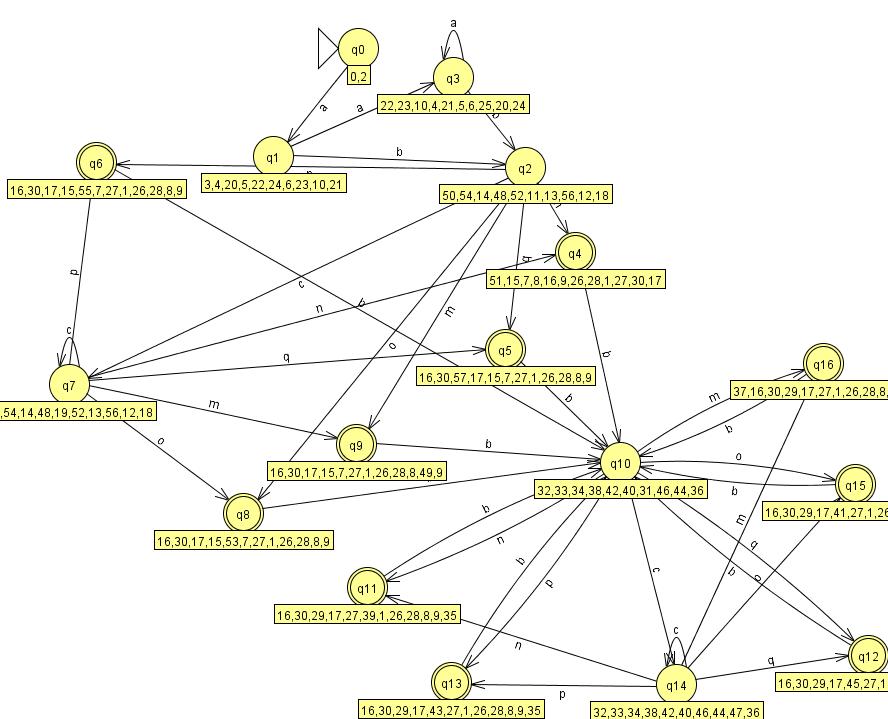 a
q0
0,2
q3
22,23,10,4,21,5,6,25,20,24
a
a
b
q1
3,4,20,5,22,24,6,23,10,21
b
q6
16,30,17,15,55,7,27,1,26,28,8,9
q2
50,54,14,48,52,11,13,56,12,18
q4
51,15,7,8,16,9,26,28,1,27,30,17
q
p
c
n
b
m
c
q
q5
16,30,57,17,15,7,27,1,26,28,8,9
o
b
b
q7
,54,14,48,19,52,13,56,12,18
q16
37,16,30,29,17,27,1,26,28,8,
m
m
b
b
o
q9
16,30,17,15,7,27,1,26,28,8,49,9
b
q10
32,33,34,38,42,40,31,46,44,36
o
b
q15
16,30,29,17,41,27,1,26
q8
16,30,17,15,53,7,27,1,26,28,8,9
b
n
m
q
b
p
c
b
o
q11
16,30,29,17,27,39,1,26,28,8,9,35
n
c
q
p
q12
16,30,29,17,45,27,1
q13
16,30,29,17,43,27,1,26,28,8,9,35
q14
32,33,34,38,42,40,46,44,47,36